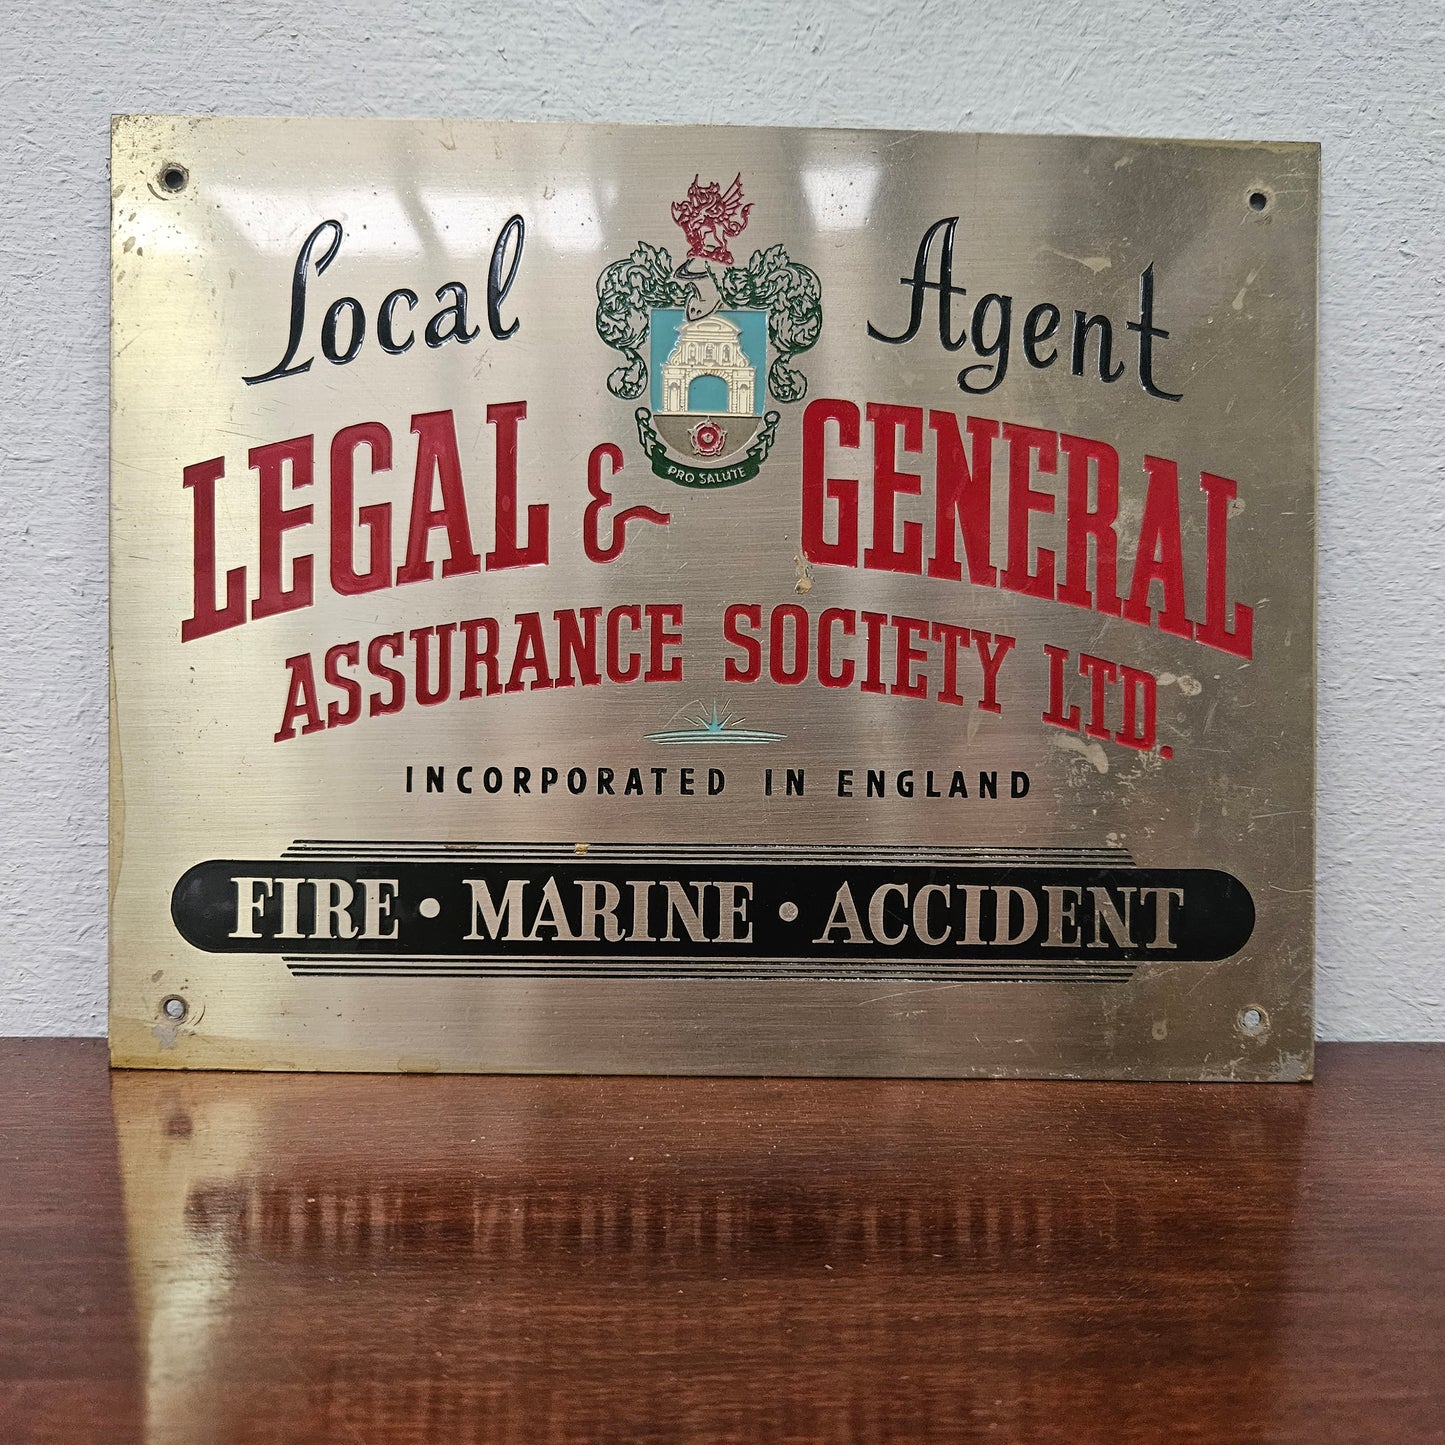 Local Agent
PRO SALUTE
LEGAL & GENERAL
ASSURANCE SOCIETY LTD.
INCORPORATED IN ENGLAND
FIRE • MARINE • ACCIDENT